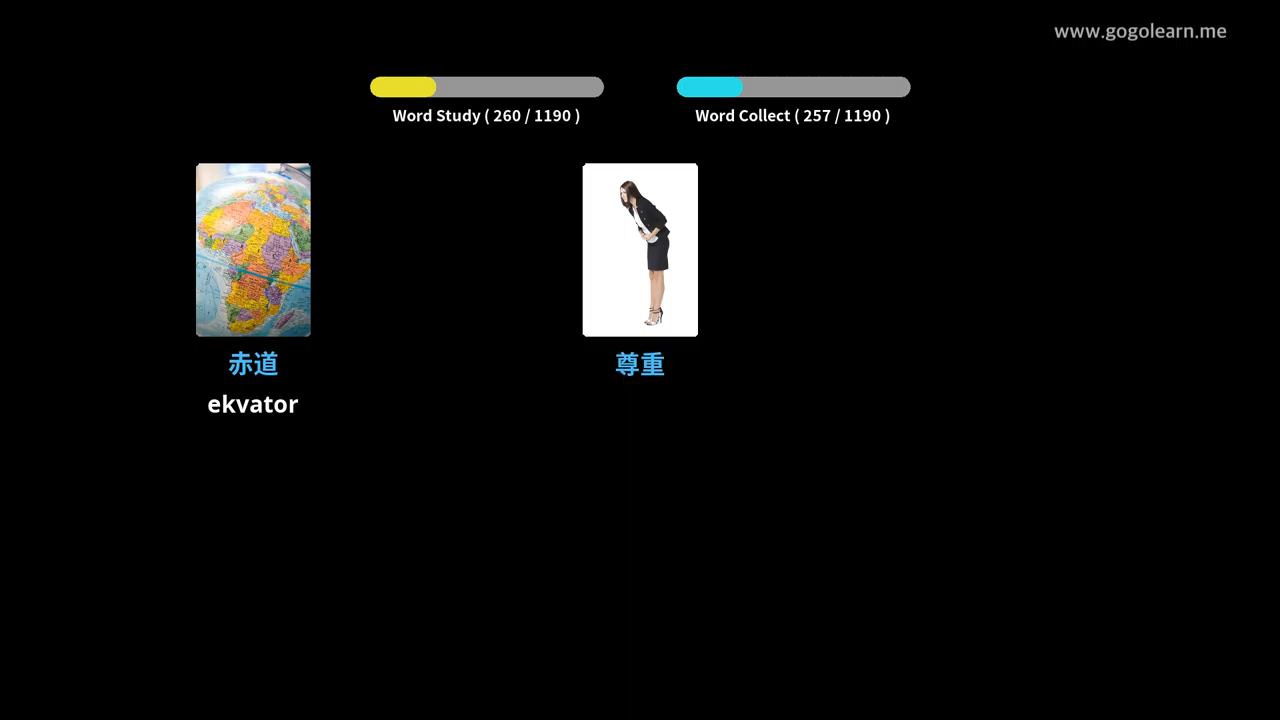 www.gogolearn.me
Word Study ( 260 / 1190 )
Word Collect ( 257 / 1190 )
赤道
尊重
ekvator